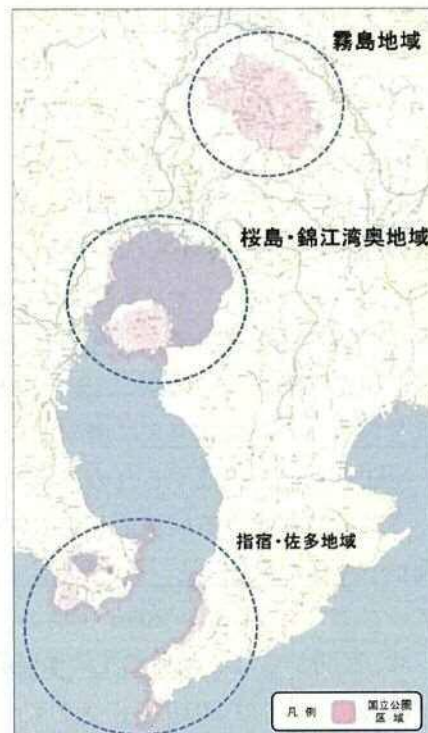 霧島地域
桜島・錦江湾奥地域
指宿・佐多地域
凡例
国立公園
区域